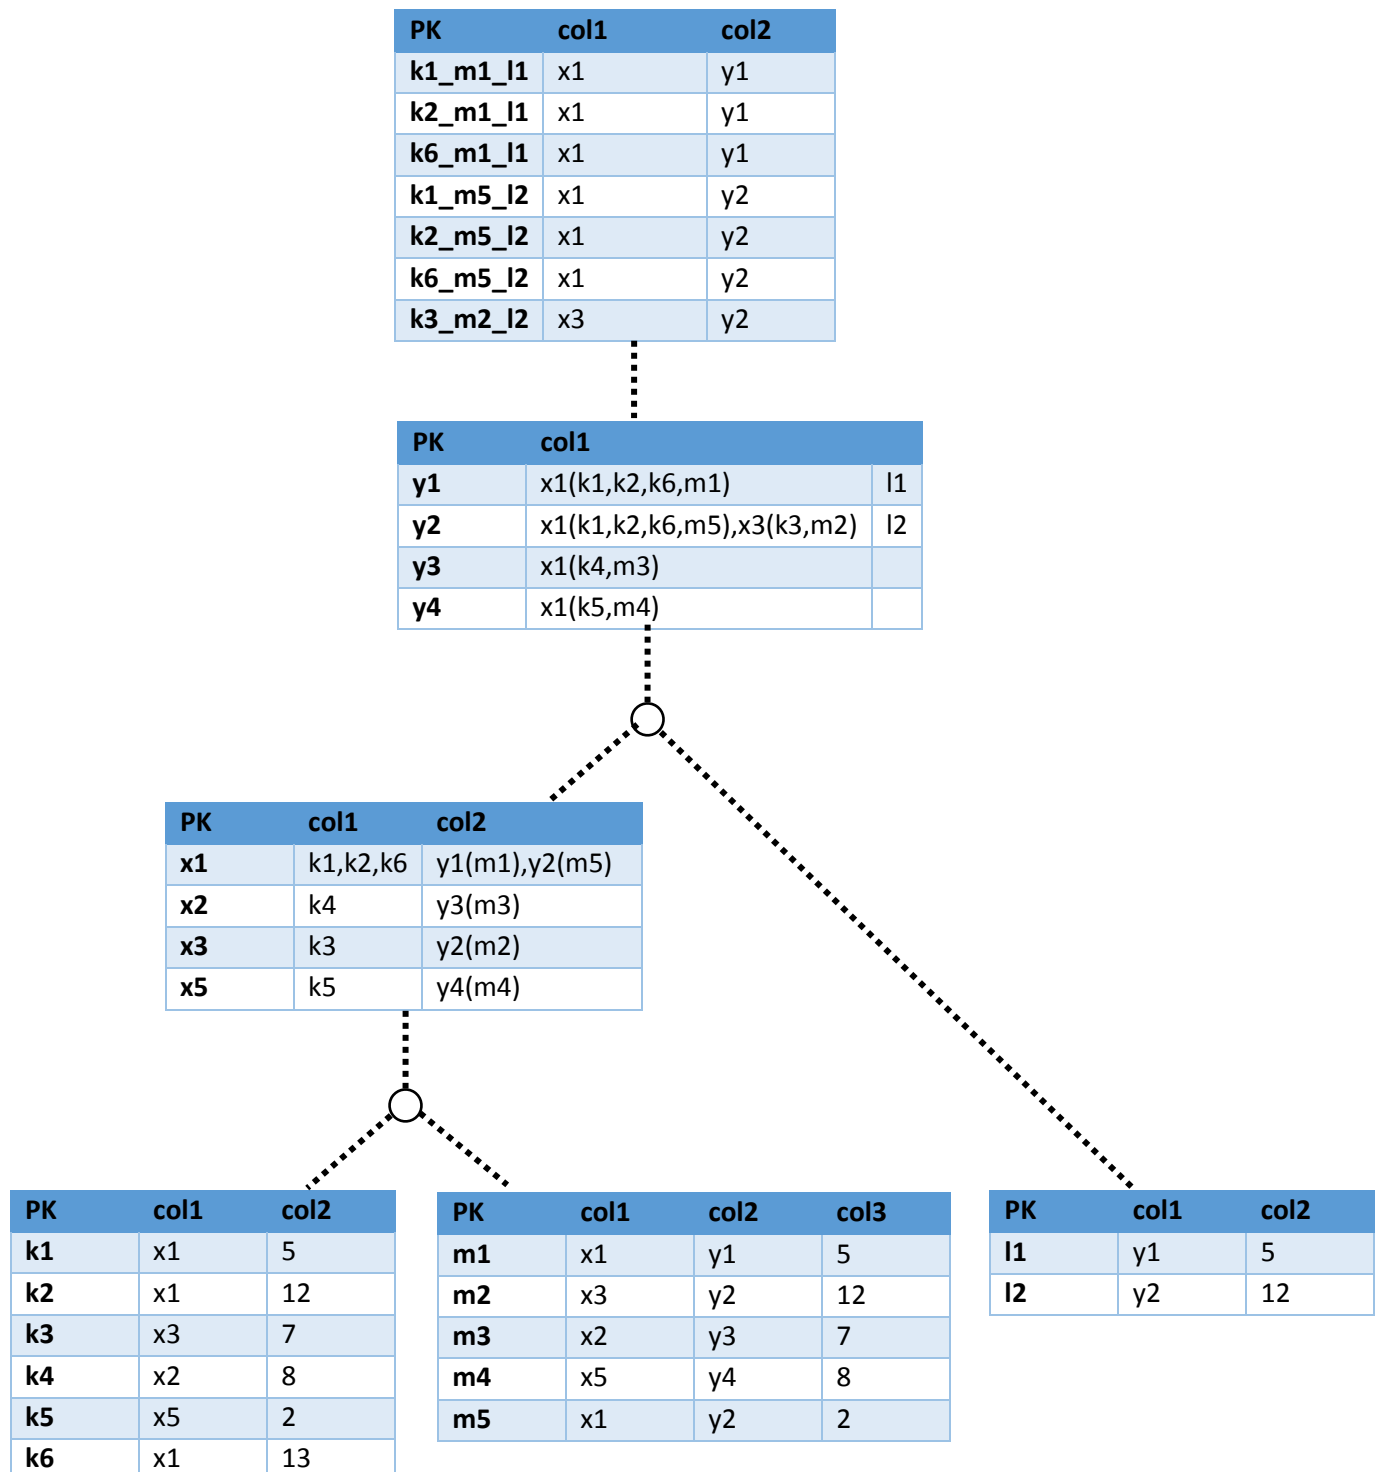 PK col1 col2
k1_m1_l1 x1 y1
k2_m1_l1 x1 y1
k6_m1_l1 x1 y1
k1_m5_l2 x1 y2
k2_m5_l2 x1 y2
k6_m5_l2 x1 y2
k3_m2_l2 x3 y2
PK col1
y1 x1(k1,k2,k6,m1) l1
y2 x1(k1,k2,k6,m5),x3(k3,m2) l2
y3 x1(k4,m3)
y4 x1(k5,m4)
PK col1 col2
x1 k1,k2,k6 y1(m1),y2(m5)
x2 k4 y3(m3)
x3 k3 y2(m2)
x5 k5 y4(m4)
PK col1 col2
k1 x1 5
k2 x1 12
k3 x3 7
k4 x2 8
k5 x5 2
k6 x1 13
PK col1 col2 col3
m1 x1 y1 5
m2 x3 y2 12
m3 x2 y3 7
m4 x5 y4 8
m5 x1 y2 2
PK col1 col2
l1 y1 5
l2 y2 12